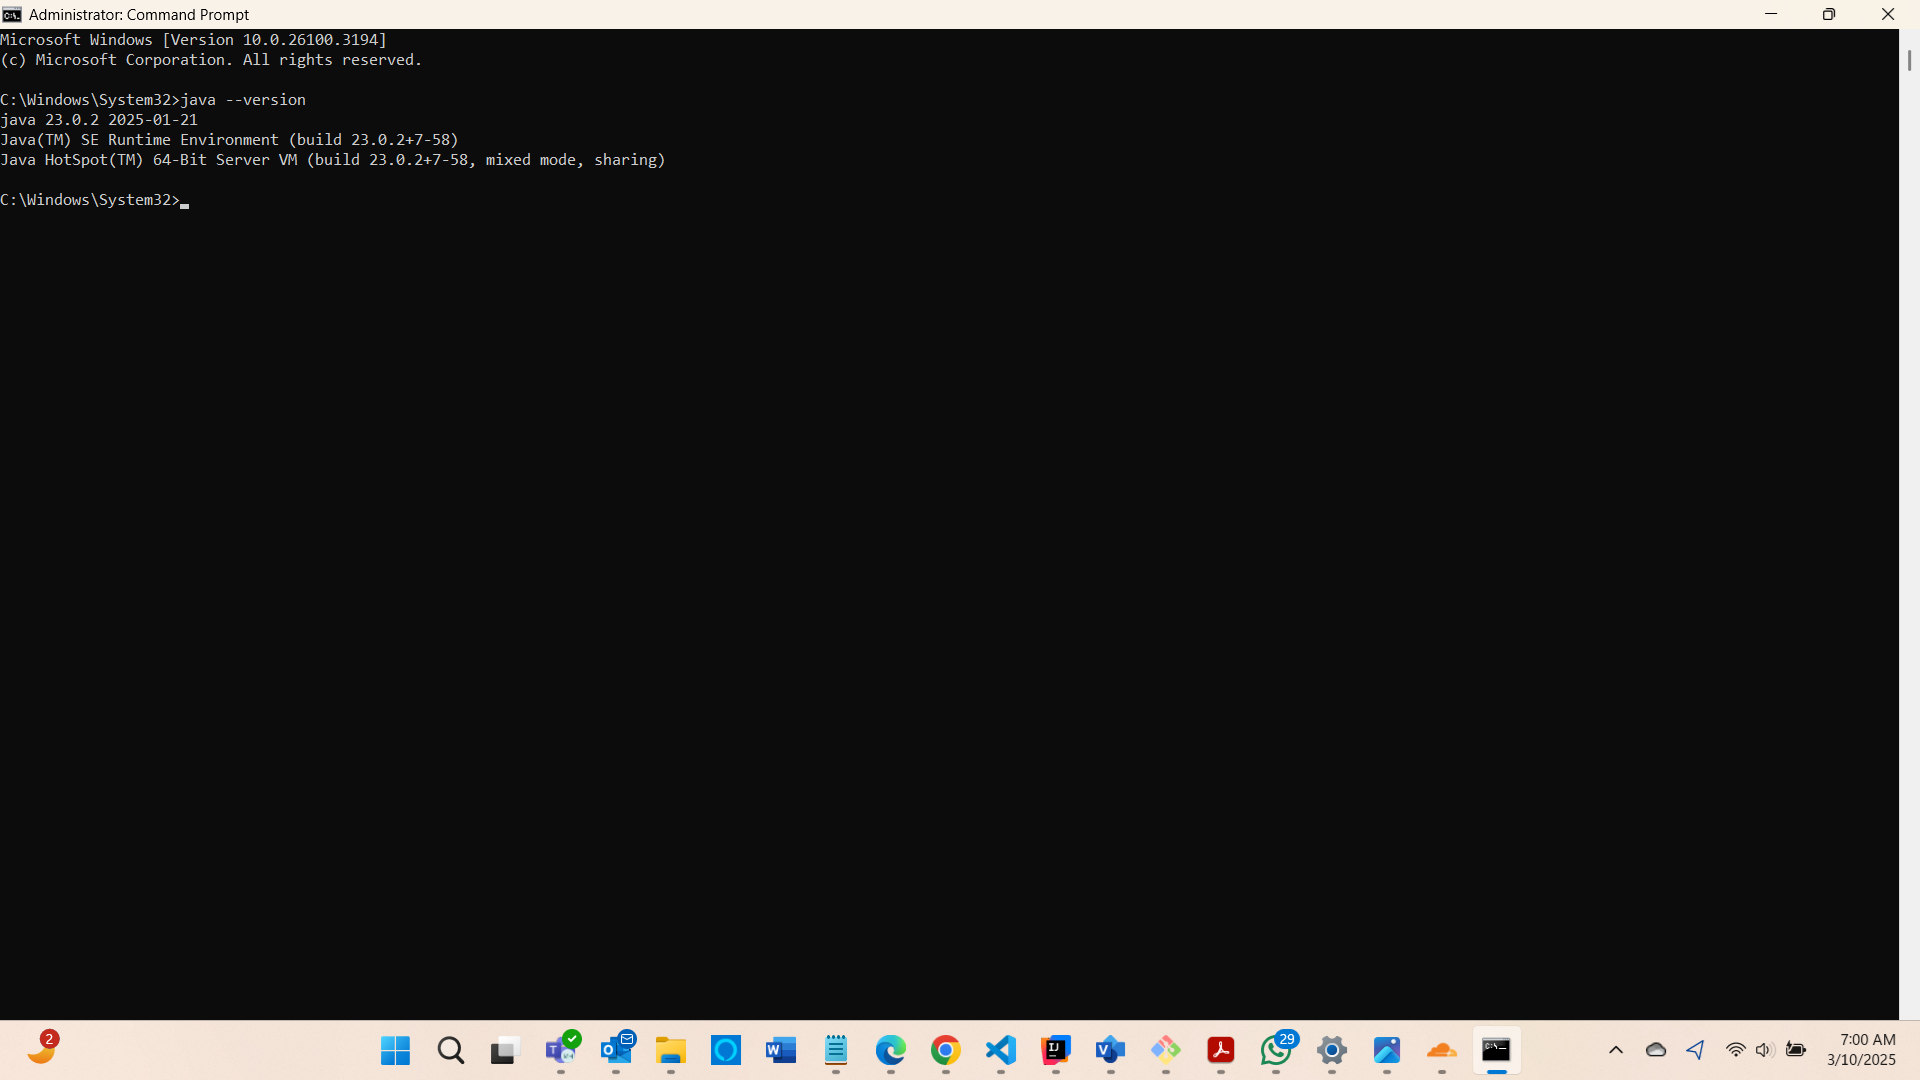 Administrator: Command Prompt
Microsoft Windows [Version 10.0.26100.3194]
(c) Microsoft Corporation. All rights reserved.
C:\Windows\System32>java --version
java 23.0.2 2025-01-21
Java(TM) SE Runtime Environment (build 23.0.2+7-58)
Java HotSpot(TM) 64-Bit Server VM (build 23.0.2+7-58, mixed mode, sharing)
C:\Windows\System32>
2
29
7:00 AM
3/10/2025